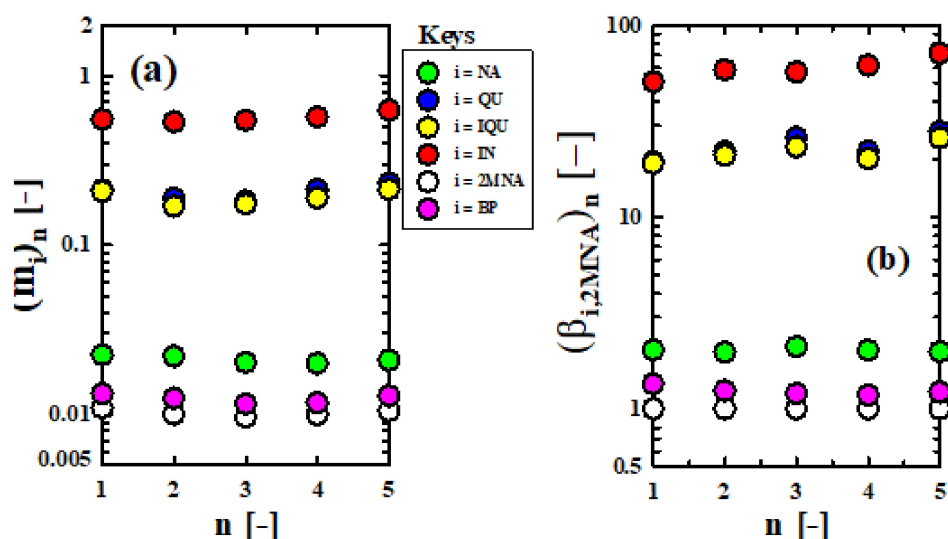 2
1
0.1
0.01
0.005
(m_i)_n [–]
(a)
1 2 3 4 5
n [–]
Keys
i = NA
i = QU
i = IQU
i = IN
i = 2MNA
i = BP
100
10
1
0.5
(β_i,2MNA)_n [–]
(b)
1 2 3 4 5
n [–]